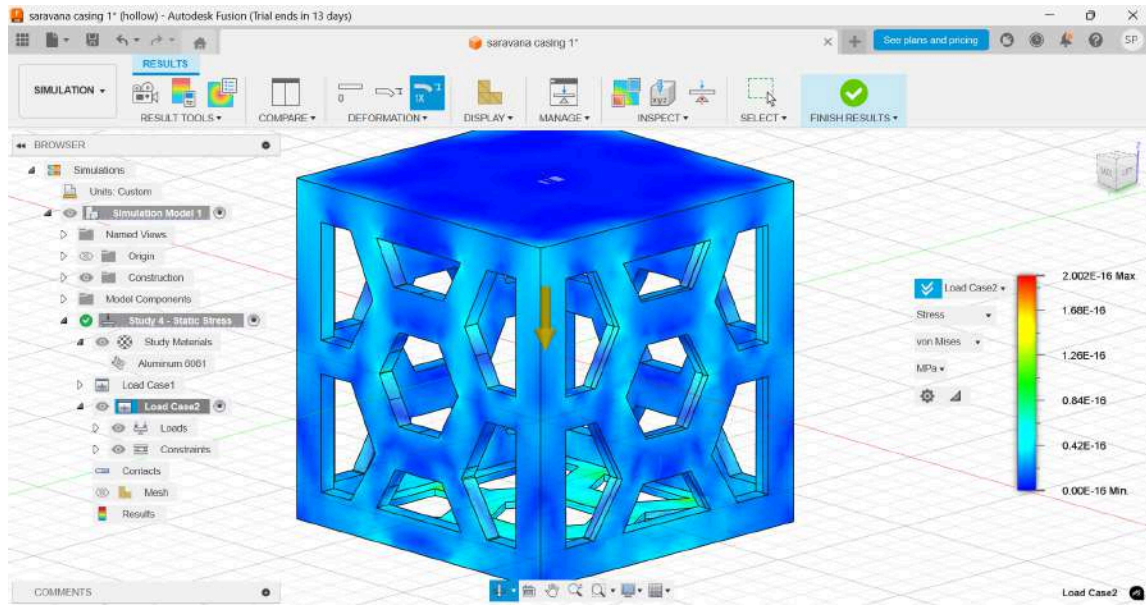 saravana casing 1* (hollow) - Autodesk Fusion (Trial ends in 13 days)
saravana casing 1*
See plans and pricing
SP
RESULTS
SIMULATION
RESULT TOOLS
COMPARE
DEFORMATION
DISPLAY
MANAGE
INSPECT
SELECT
FINISH RESULTS
BROWSER
Simulations
Units: Custom
Simulation Model 1
Named Views
Origin
Construction
Model Components
Study 4 - Static Stress
Study Materials
Aluminum 6061
Load Case1
Load Case2
Loads
Constraints
Contacts
Mesh
Results
Load Case2
Stress
von Mises
MPa
2.002E-16 Max
1.68E-16
1.26E-16
0.84E-16
0.42E-16
0.00E-16 Min.
COMMENTS
Load Case2